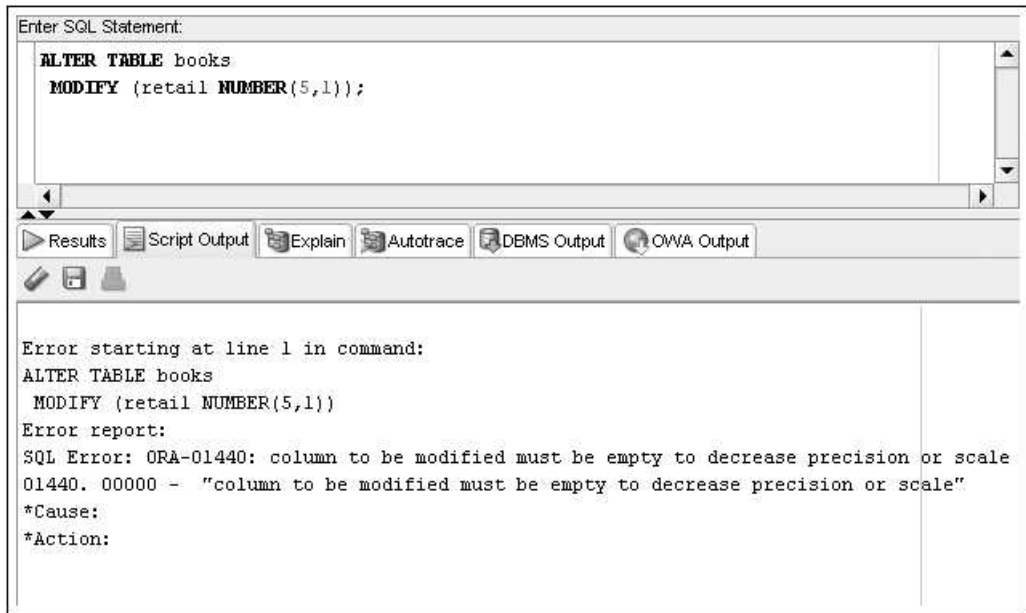 Enter SQL Statement:
ALTER TABLE books
MODIFY (retail NUMBER(5,1));
Results Script Output Explain Autotrace DBMS Output OWA Output
Error starting at line 1 in command:
ALTER TABLE books
MODIFY (retail NUMBER(5,1))
Error report:
SQL Error: ORA-01440: column to be modified must be empty to decrease precision or scale
01440. 00000 -  "column to be modified must be empty to decrease precision or scale"
*Cause:
*Action: